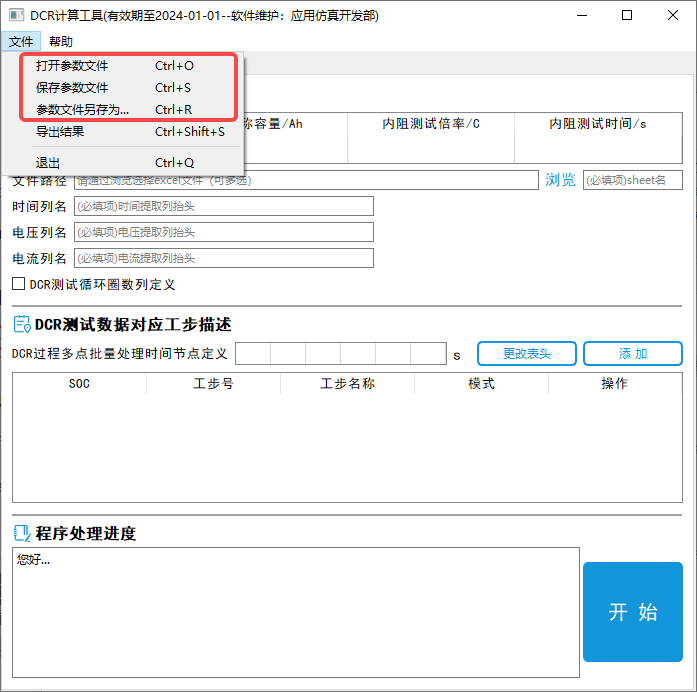 DCR计算工具(有效期至2024-01-01--软件维护：应用仿真开发部)
文件 帮助
打开参数文件 Ctrl+O
保存参数文件 Ctrl+S
参数文件另存为... Ctrl+R
导出结果 Ctrl+Shift+S
退出 Ctrl+Q
称容量/Ah 内阻测试倍率/C 内阻测试时间/s
文件路径 请通过浏览选择excel文件（可多选） 浏览 (必填项)sheet名
时间列名 (必填项)时间提取列抬头
电压列名 (必填项)电压提取列抬头
电流列名 (必填项)电流提取列抬头
DCR测试循环圈数列定义
DCR测试数据对应工步描述
DCR过程多点批量处理时间节点定义 s 更改表头 添 加
SOC 工步号 工步名称 模式 操作
程序处理进度
您好...
开 始